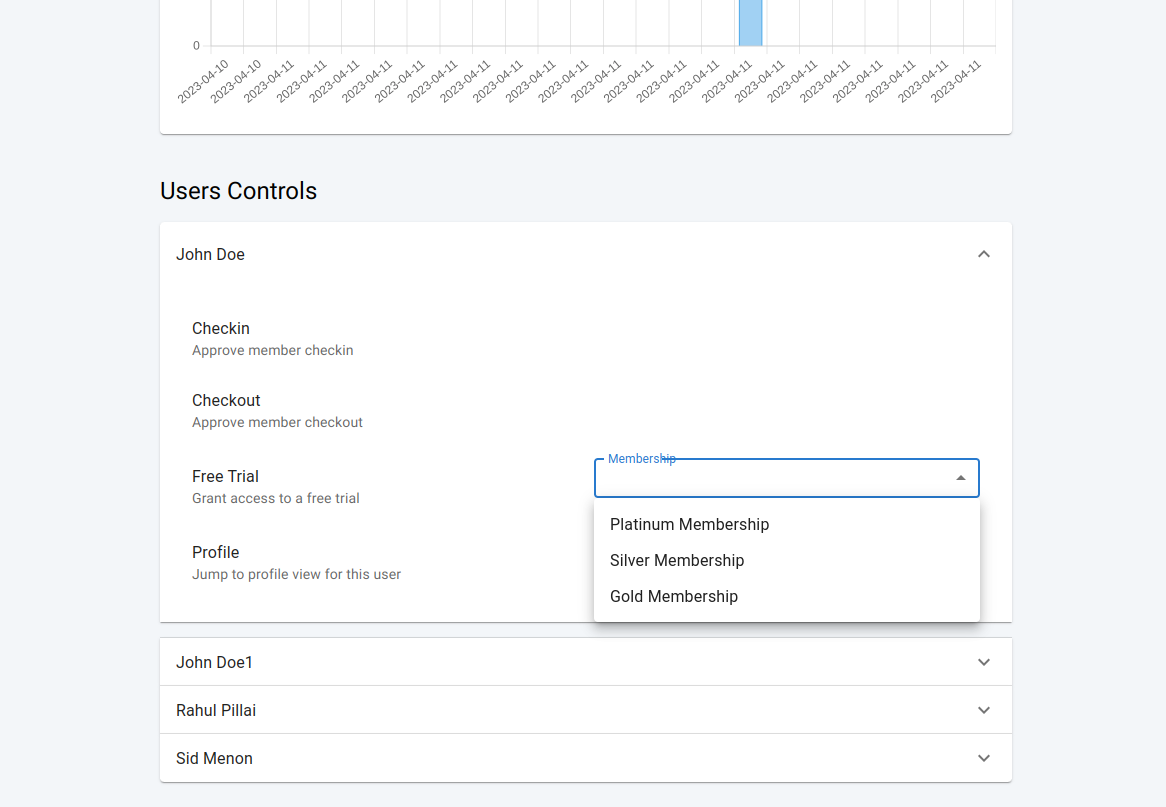 0
2023-04-10 2023-04-10 2023-04-11 2023-04-11 2023-04-11 2023-04-11 2023-04-11 2023-04-11 2023-04-11 2023-04-11 2023-04-11 2023-04-11 2023-04-11 2023-04-11 2023-04-11 2023-04-11 2023-04-11 2023-04-11 2023-04-11 2023-04-11 2023-04-11 2023-04-11 2023-04-11 2023-04-11
Users Controls
John Doe
Checkin
Approve member checkin
Checkout
Approve member checkout
Free Trial
Grant access to a free trial
Membership
Platinum Membership
Silver Membership
Gold Membership
Profile
Jump to profile view for this user
John Doe1
Rahul Pillai
Sid Menon